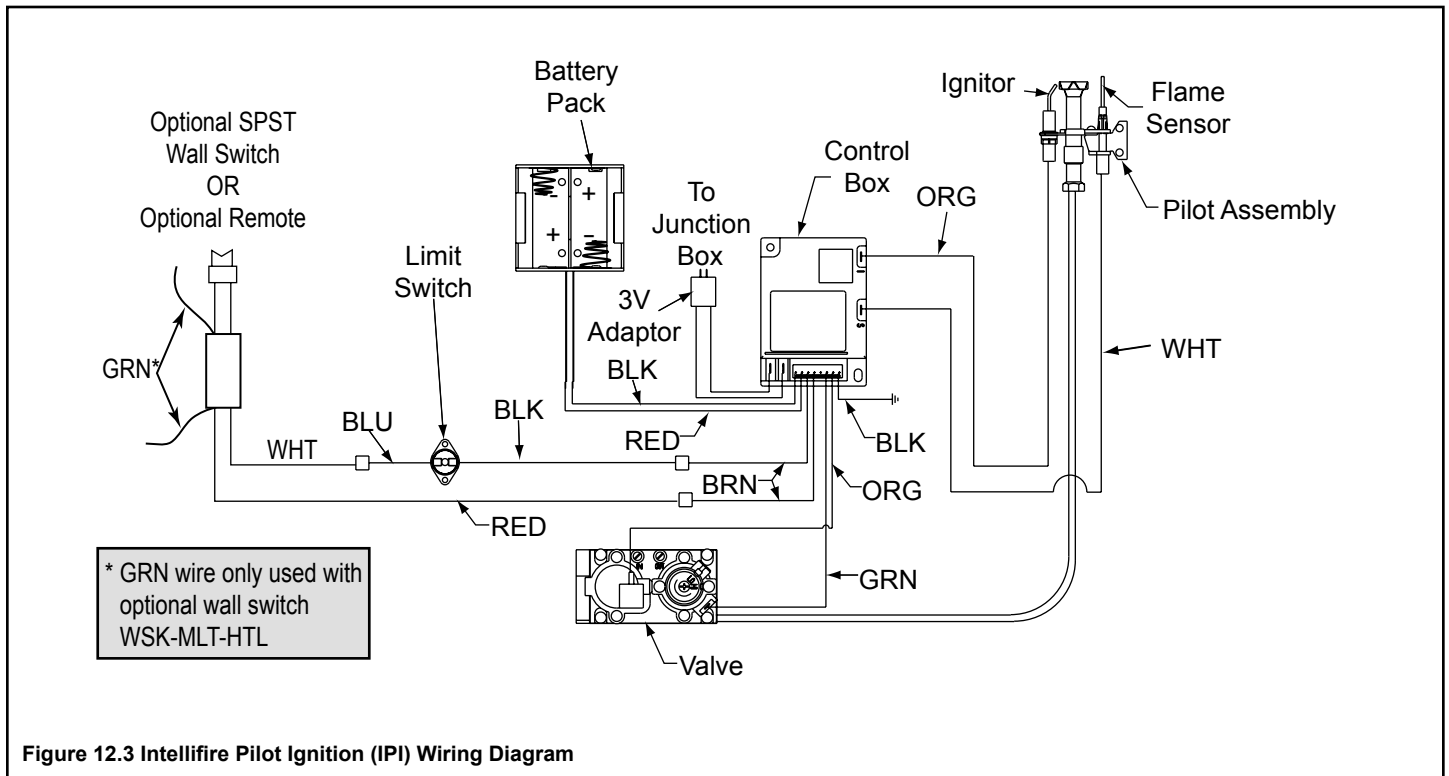 Optional SPST
Wall Switch
OR
Optional Remote
Battery
Pack
Limit
Switch
To
Junction
Box
3V
Adaptor
Control
Box
Ignitor
Flame
Sensor
ORG
Pilot Assembly
GRN*
WHT
BLU
BLK
BLK
RED
BRN
RED
BLK
ORG
GRN
WHT
Valve
I
S
+
-
+
-
* GRN wire only used with
optional wall switch
WSK-MLT-HTL
Figure 12.3 Intellifire Pilot Ignition (IPI) Wiring Diagram